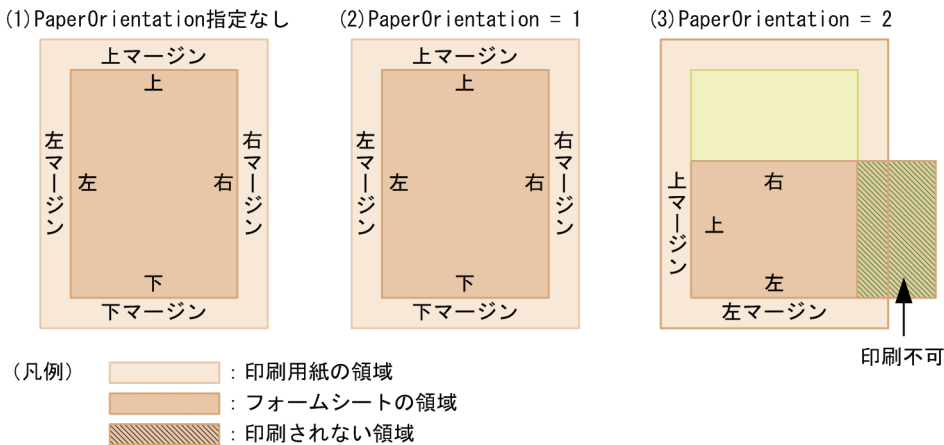 (1)PaperOrientation指定なし
上マージン
上
左マージン
左
右
右マージン
下
下マージン
(2)PaperOrientation = 1
上マージン
上
左マージン
左
右
右マージン
下
下マージン
(3)PaperOrientation = 2
上マージン
右
上
左
左マージン
印刷不可
(凡例)
：印刷用紙の領域
：フォームシートの領域
：印刷されない領域